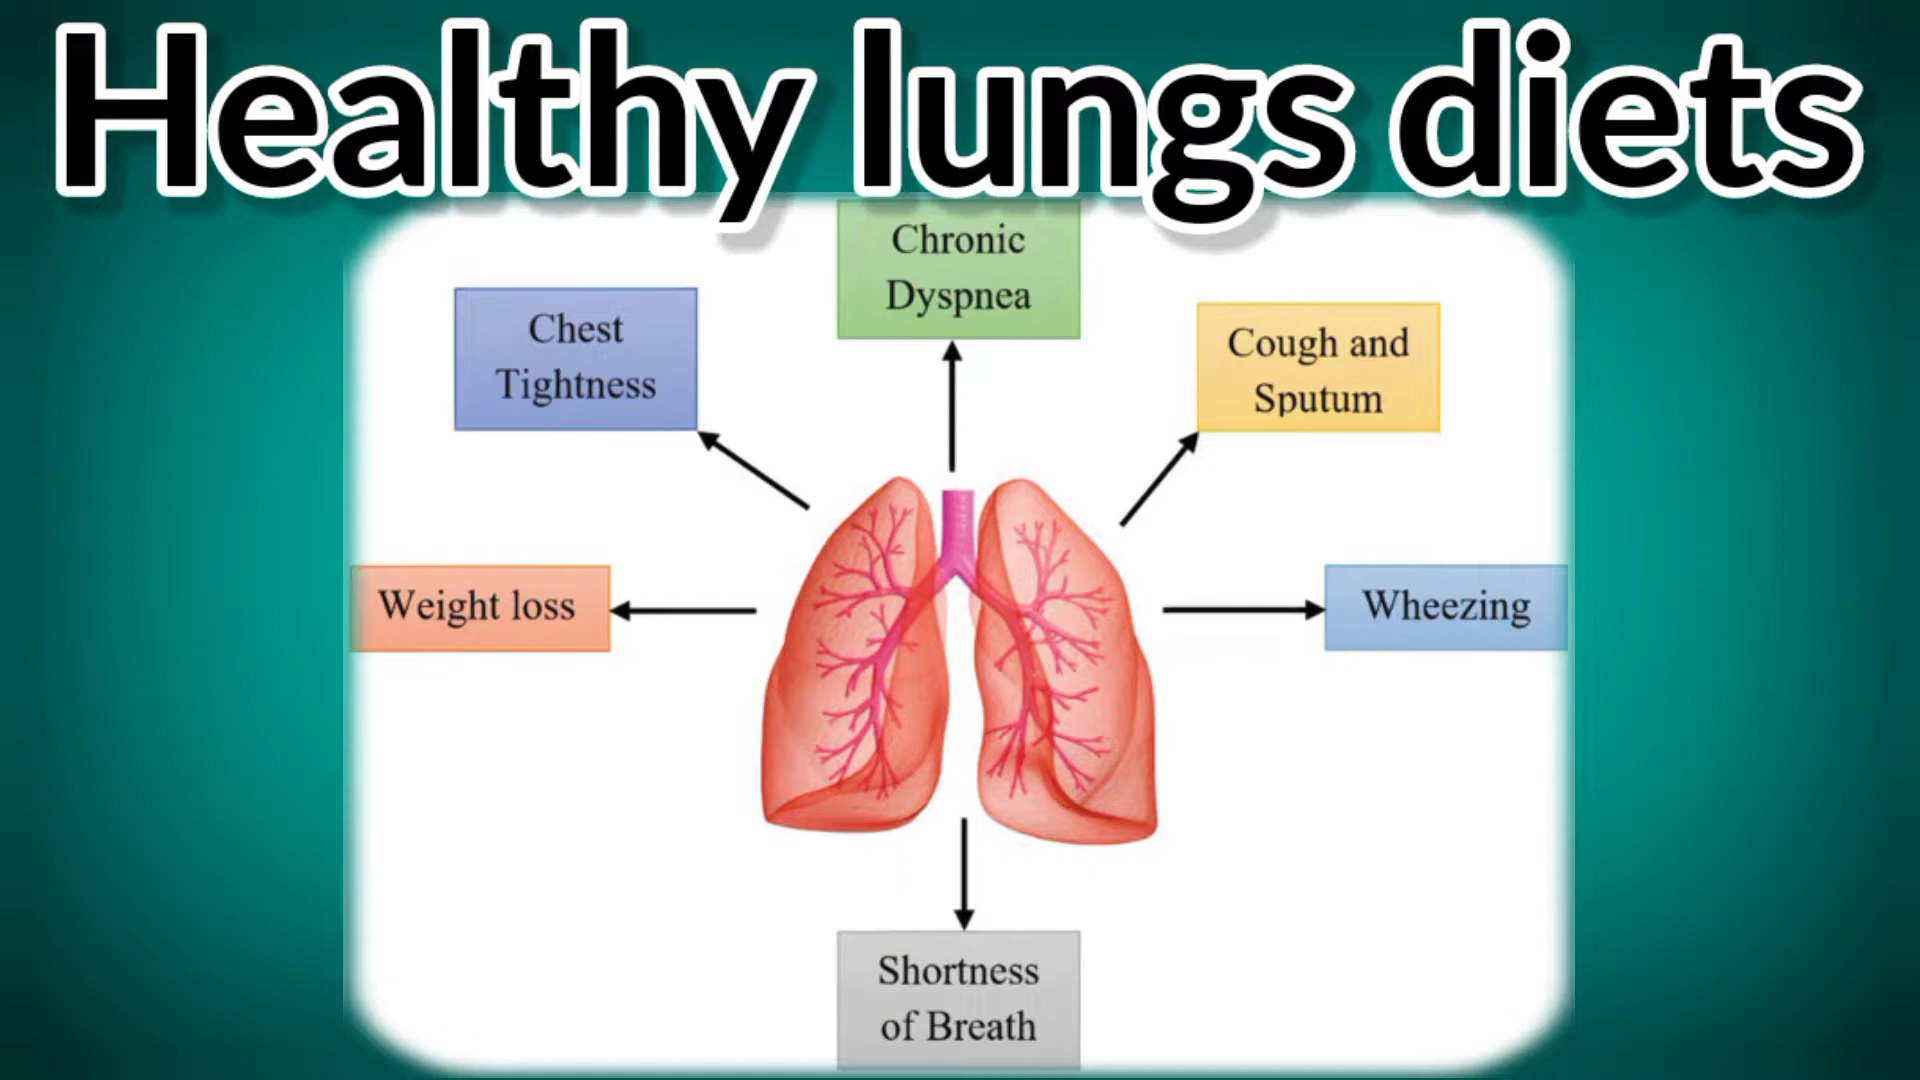 Healthy lungs diets
Chronic
Dyspnea
Chest
Tightness
Cough and
Sputum
Weight loss
Wheezing
Shortness
of Breath